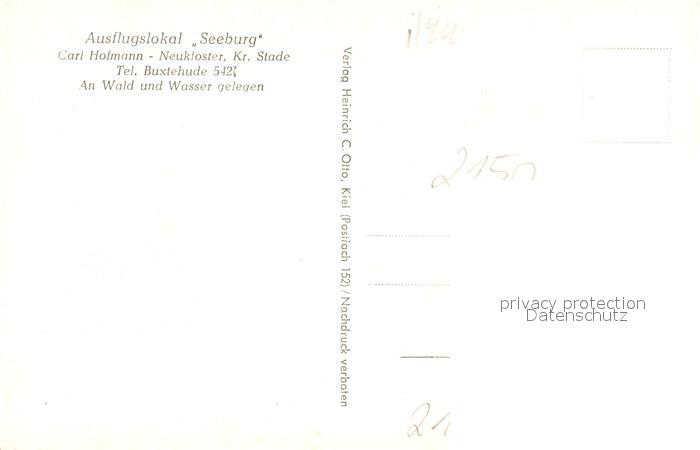 Ausflugslokal „Seeburg“
Carl Hofmann - Neukloster, Kr. Stade
Tel. Buxtehude 542
An Wald und Wasser gelegen
Verlag Heinrich C. Otto, Kiel (Postfach 152) / Nachdruck verboten
privacy protection
Datenschutz
21